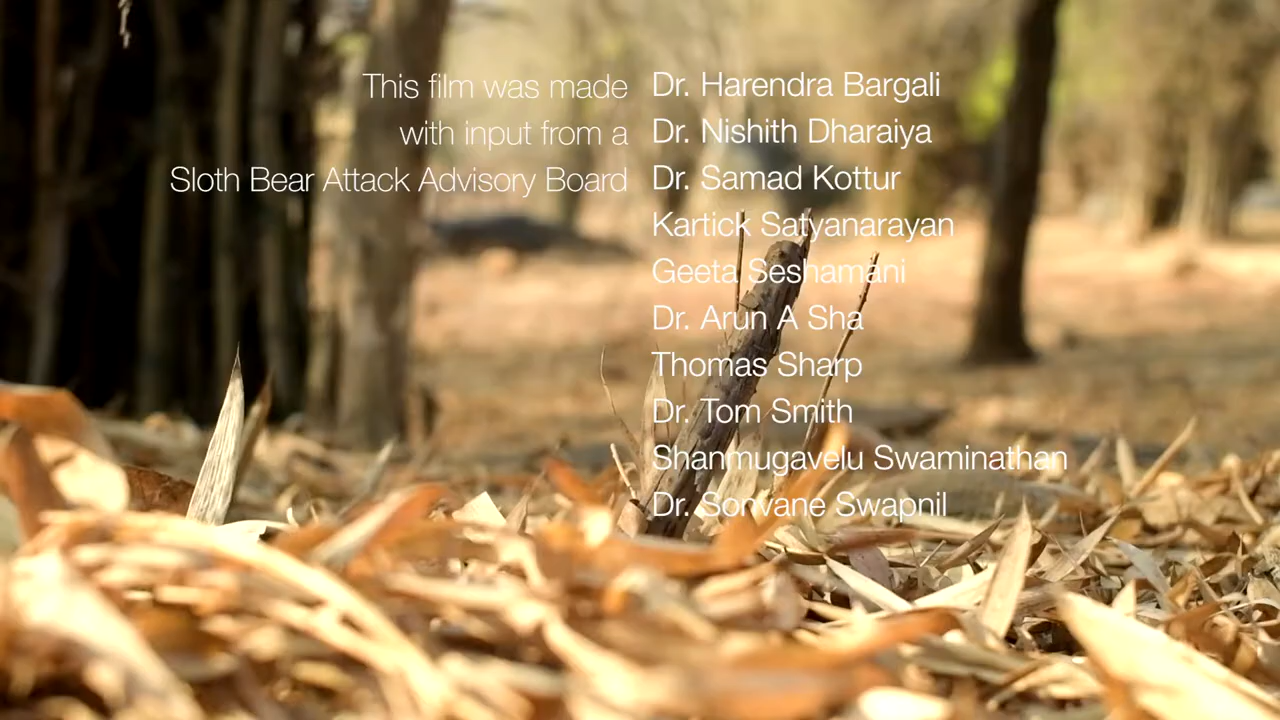 This film was made
with input from a
Sloth Bear Attack Advisory Board
Dr. Harendra Bargali
Dr. Nishith Dharaiya
Dr. Samad Kottur
Kartick Satyanarayan
Geeta Seshamani
Dr. Arun A Sha
Thomas Sharp
Dr. Tom Smith
Shanmugavelu Swaminathan
Dr. Sonvane Swapnil